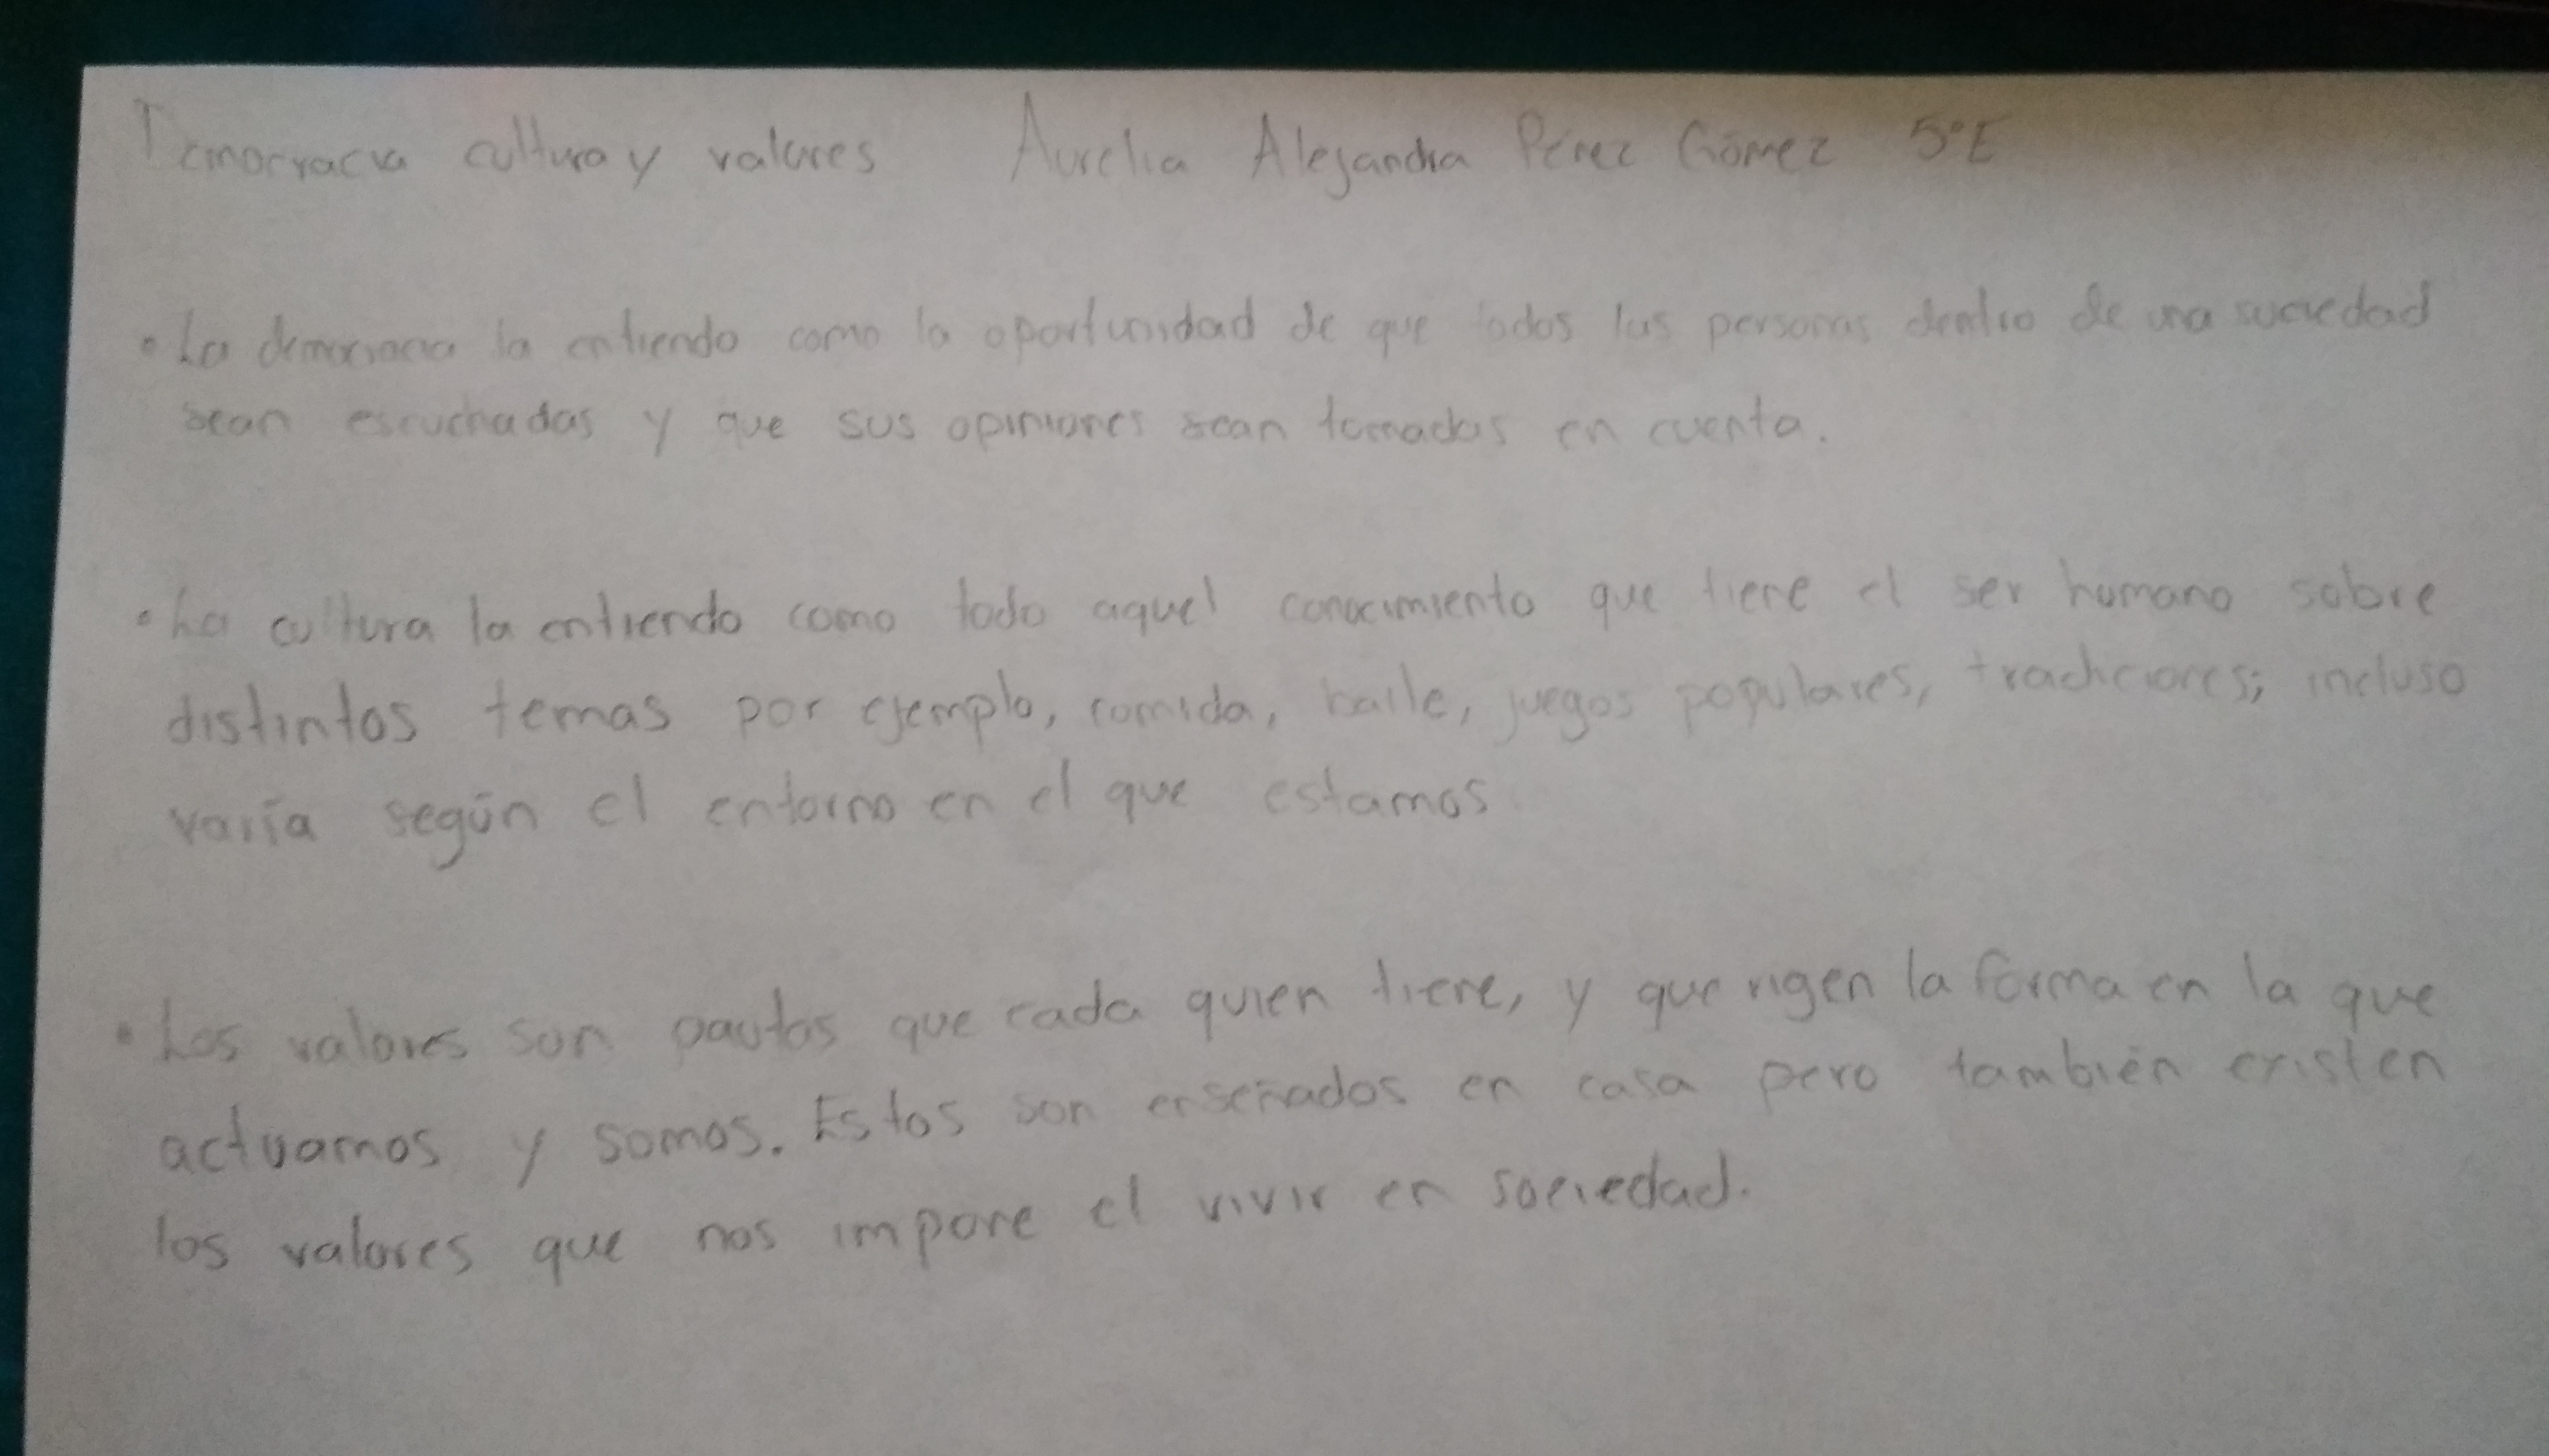 Democracia cultura y valores Aurelia Alejandra Pérez Gómez 5°E
• La democracia la entiendo como la oportunidad de que todos las personas dentro de una sociedad
sean escuchadas y que sus opiniones sean tomadas en cuenta.
• La cultura la entiendo como todo aquel conocimiento que tiene el ser humano sobre
distintos temas por ejemplo, comida, baile, juegos populares, tradiciones; incluso
varía según el entorno en el que estamos
• Los valores son pautas que cada quien tiene, y que rigen la forma en la que
actuamos y somos. Estos son enseñados en casa pero también existen
los valores que nos impone el vivir en sociedad.